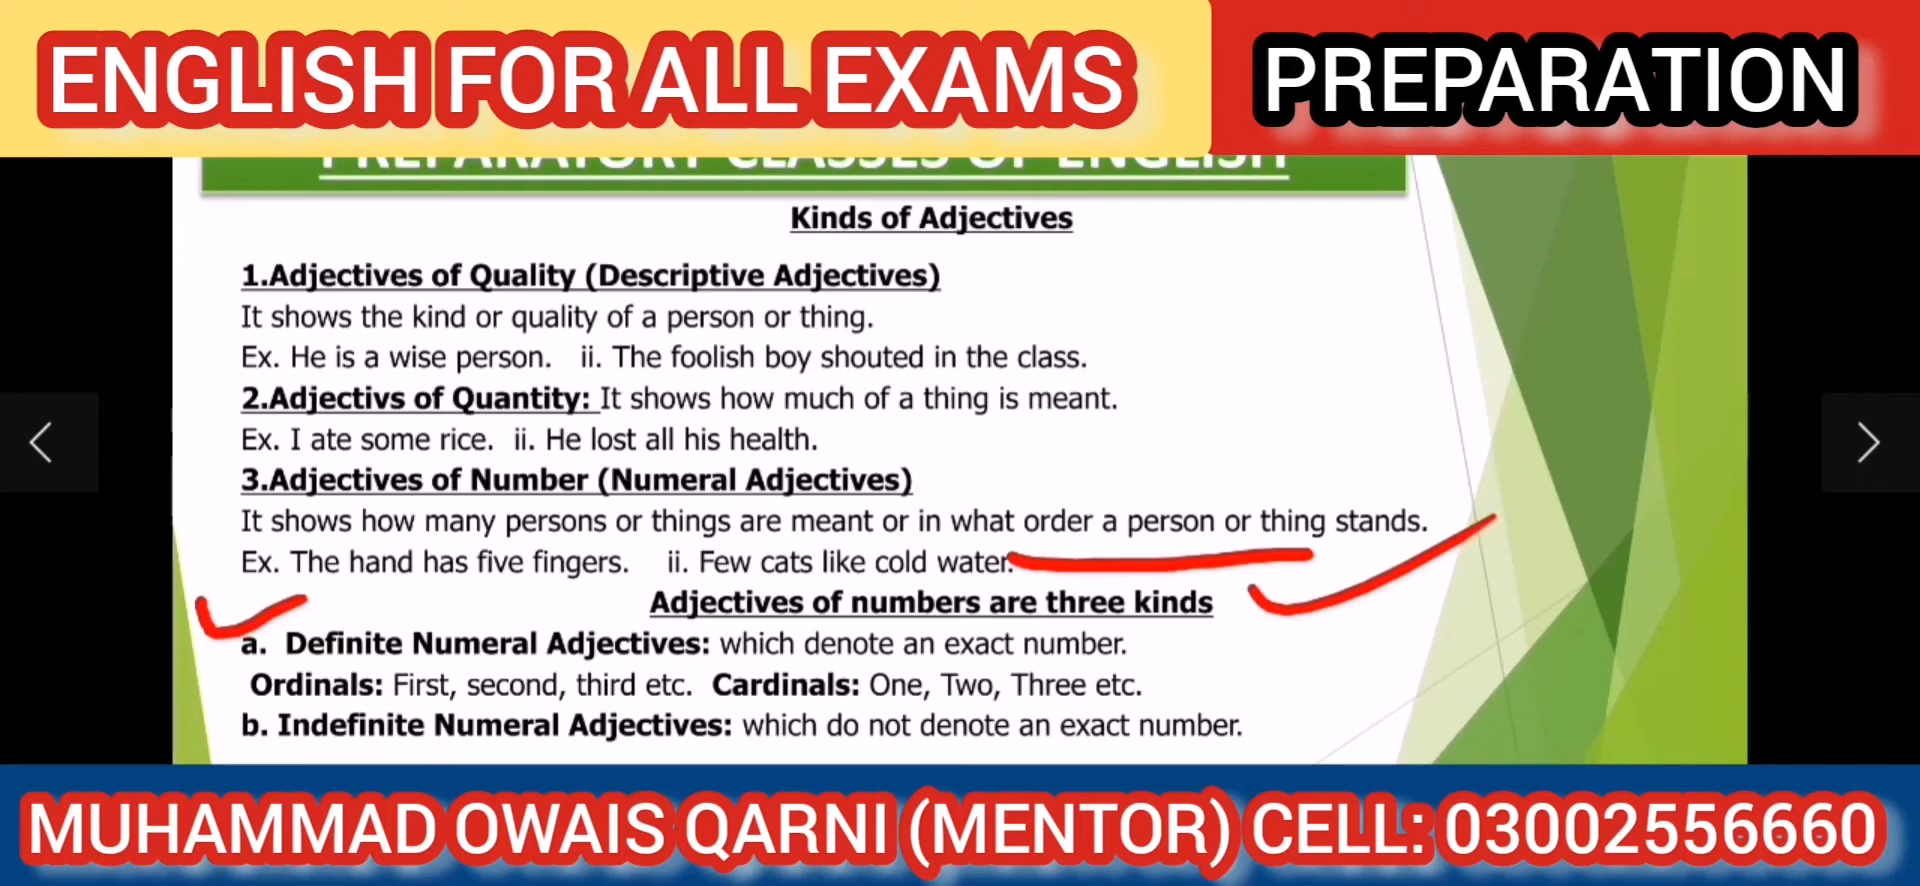 ENGLISH FOR ALL EXAMS PREPARATION
PREPARATORY CLASSES OF ENGLISH
Kinds of Adjectives
1.Adjectives of Quality (Descriptive Adjectives)
It shows the kind or quality of a person or thing.
Ex. He is a wise person. ii. The foolish boy shouted in the class.
2.Adjectivs of Quantity: It shows how much of a thing is meant.
Ex. I ate some rice. ii. He lost all his health.
3.Adjectives of Number (Numeral Adjectives)
It shows how many persons or things are meant or in what order a person or thing stands.
Ex. The hand has five fingers. ii. Few cats like cold water.
Adjectives of numbers are three kinds
a. Definite Numeral Adjectives: which denote an exact number.
Ordinals: First, second, third etc. Cardinals: One, Two, Three etc.
b. Indefinite Numeral Adjectives: which do not denote an exact number.
MUHAMMAD OWAIS QARNI (MENTOR) CELL: 03002556660